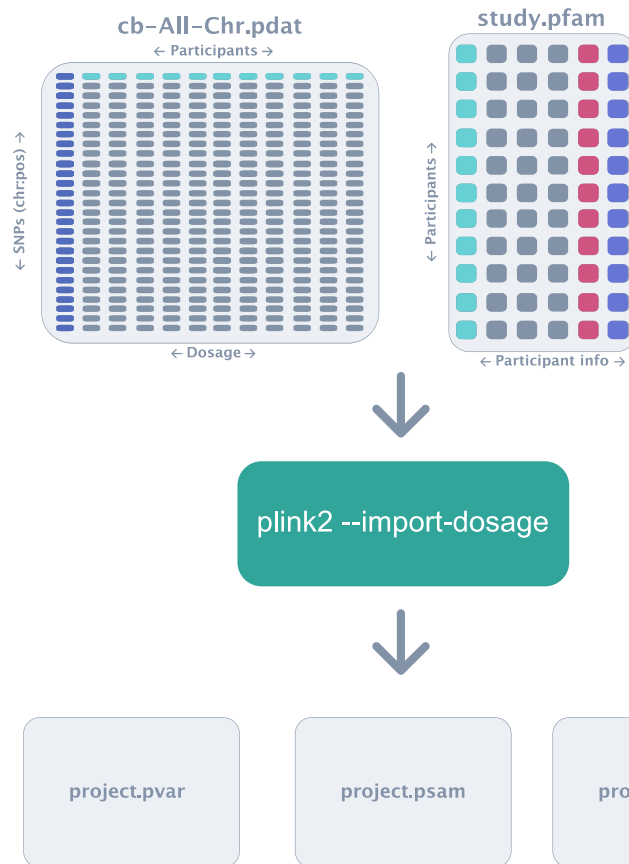 cb-All-Chr.pdat
← Participants →
← SNPs (chr:pos) →
← Dosage →
study.pfam
← Participants →
← Participant info →
plink2 --import-dosage
project.pvar
project.psam
pro